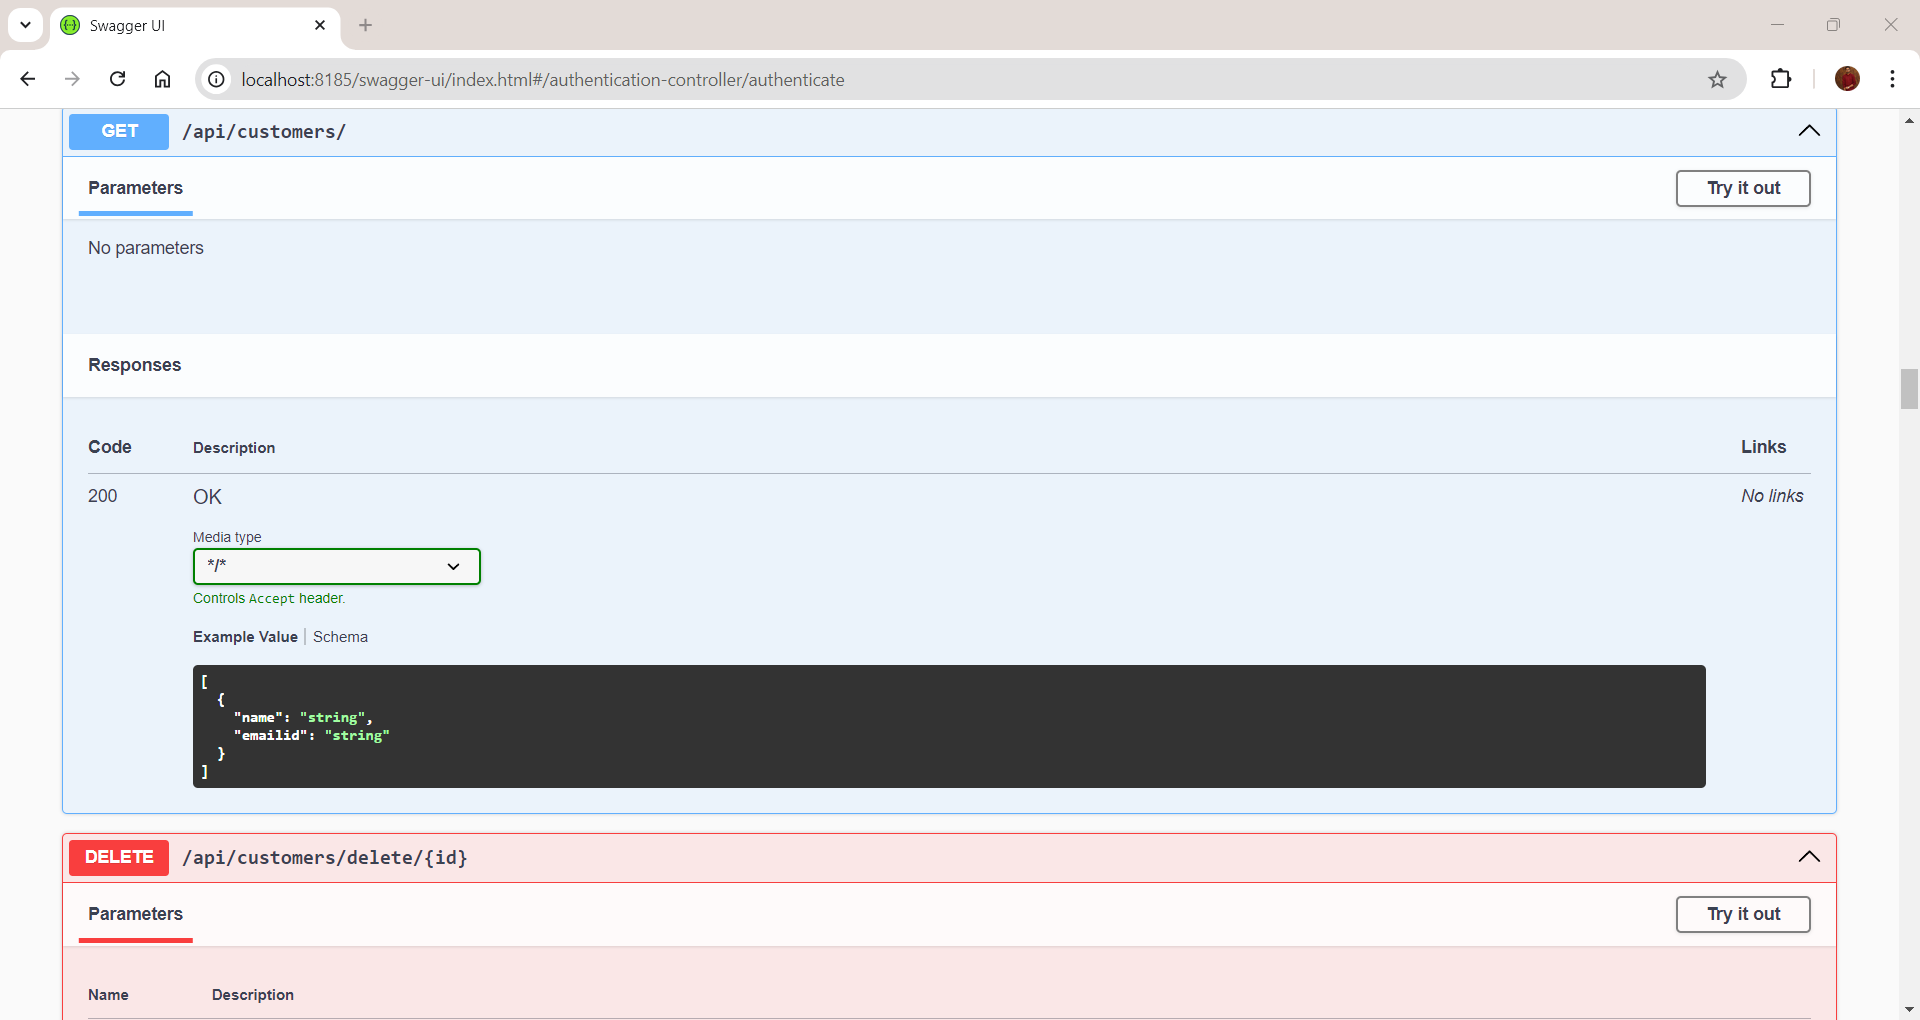 Swagger UI
localhost:8185/swagger-ui/index.html#/authentication-controller/authenticate
GET /api/customers/
Parameters Try it out
No parameters
Responses
Code Description Links
200 OK No links
Media type
*/*
Controls Accept header.
Example Value Schema
[
{
"name": "string",
"emailid": "string"
}
]
DELETE /api/customers/delete/{id}
Parameters Try it out
Name Description